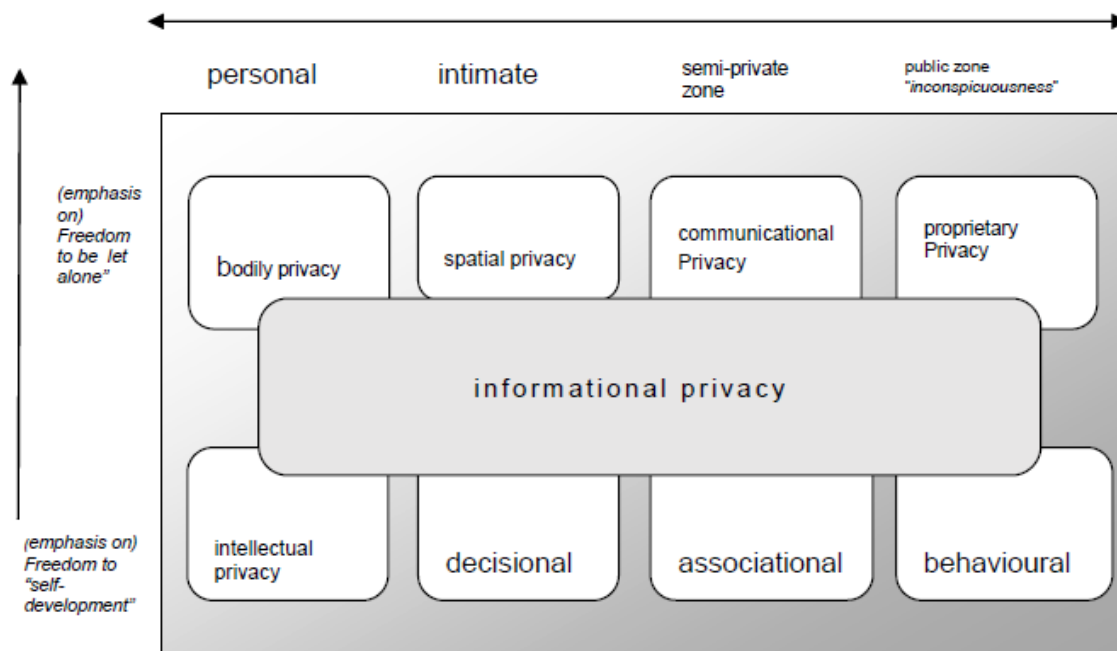 personal
intimate
semi-private
zone
public zone
"inconspicuousness"
(emphasis
on)
Freedom
to be let
alone"
bodily privacy
spatial privacy
communicational
Privacy
proprietary
Privacy
informational privacy
(emphasis on)
Freedom to
"self-
development"
intellectual
privacy
decisional
associational
behavioural